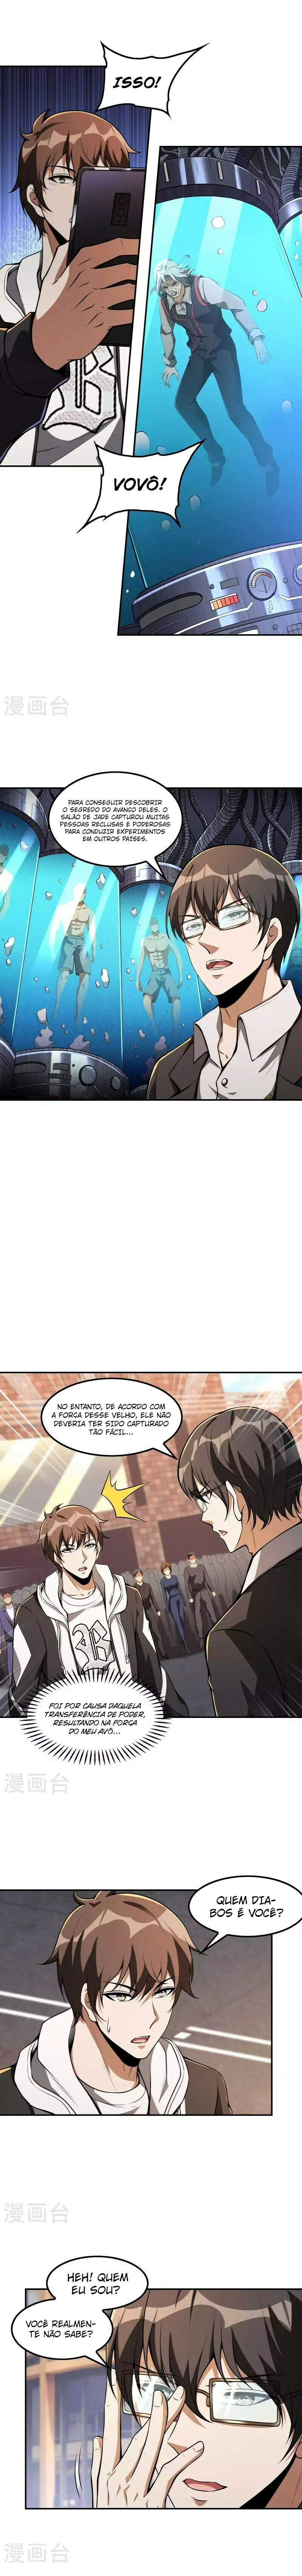 ISSO!
VOVÔ!
漫画台
PARA CONSEGUIR DESCOBRIR
O SEGREDO DO AVANÇO DELES. O
SALÃO DE JADE CAPTUROU MUITAS
PESSOAS RECLUSAS E PODEROSAS
PARA CONDUZIR EXPERIMENTOS
EM OUTROS PAÍSES.
NO ENTANTO, DE ACORDO COM
A FORÇA DESSE VELHO, ELE NÃO
DEVERIA TER SIDO CAPTURADO
TÃO FÁCIL...
FOI POR CAUSA DAQUELA
TRANSFERÊNCIA DE PODER,
RESULTANDO NA FORÇA
DO MEU AVÔ...
漫画台
QUEM DIA-
BOS É VOCÊ?
漫画台
HEH! QUEM
EU SOU?
VOCÊ REALMEN-
TE NÃO SABE?
漫画台